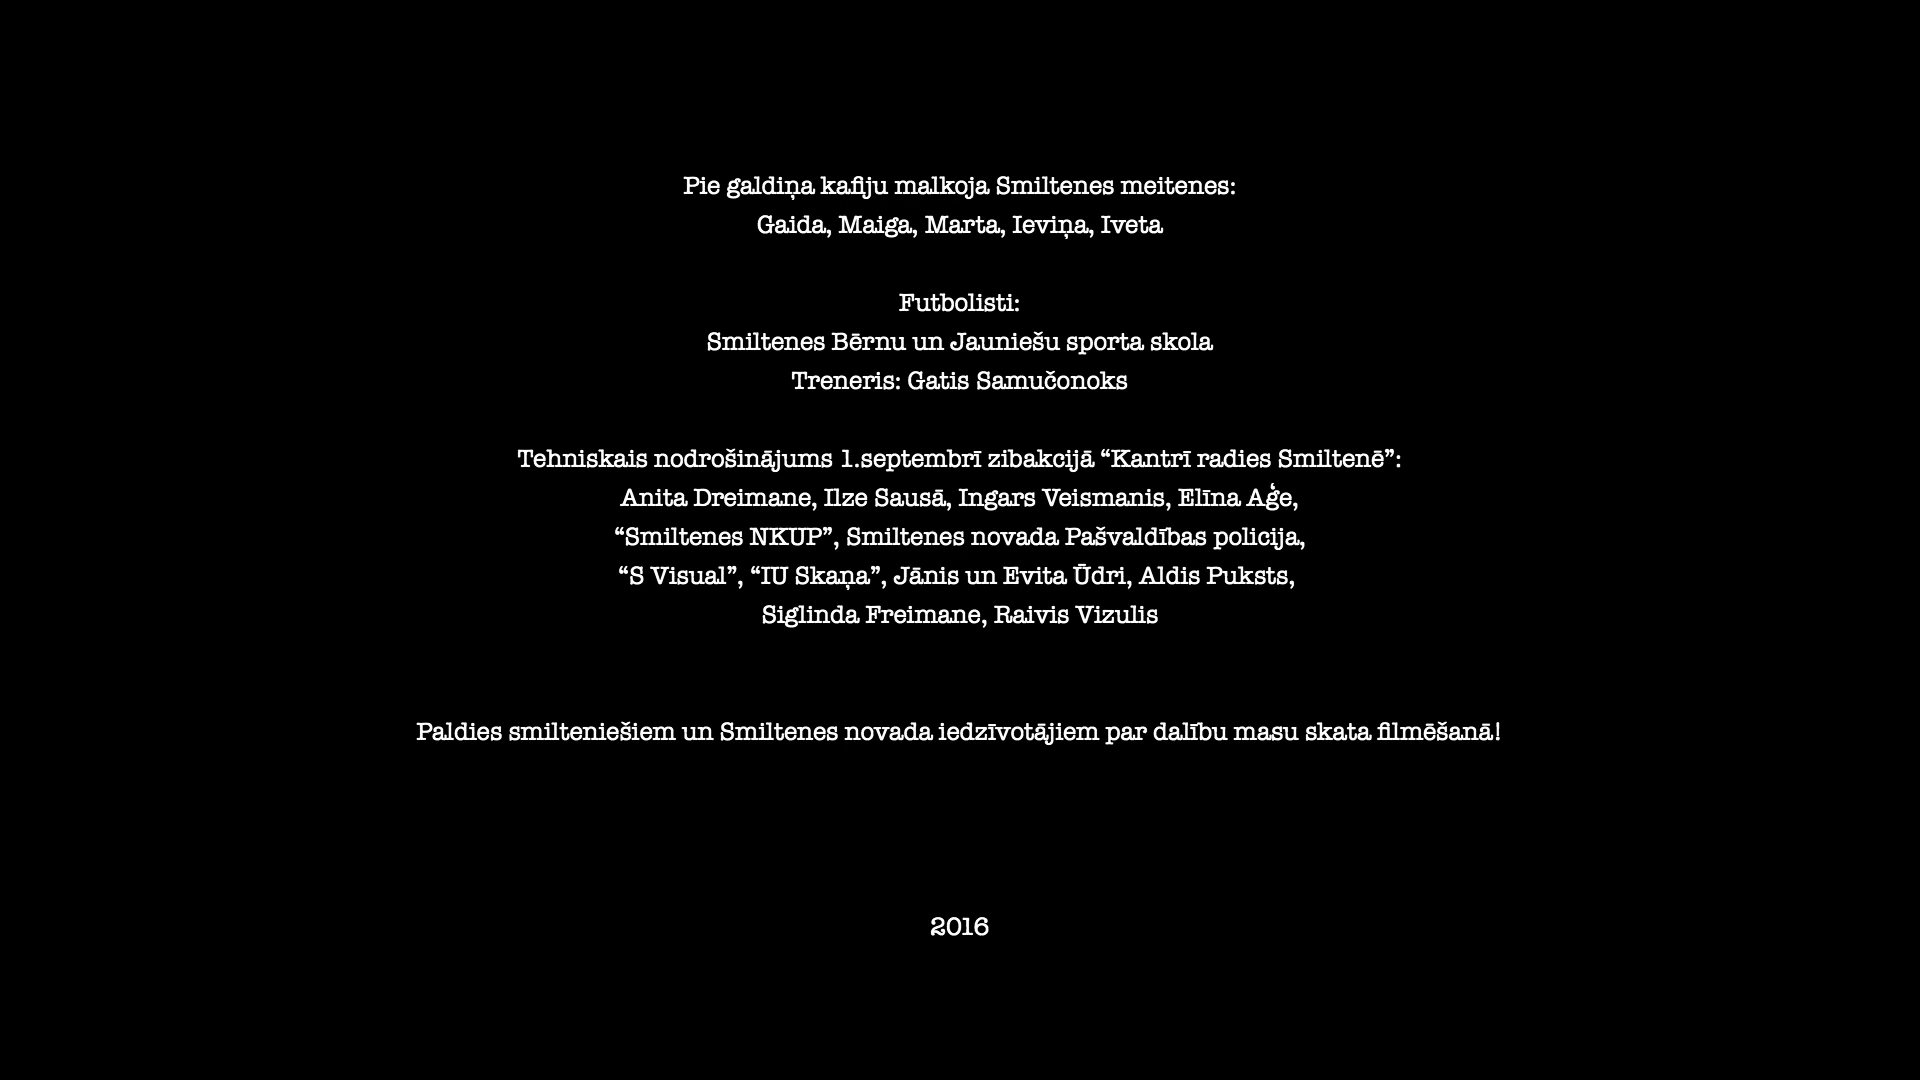 Pie galdiņa kafiju malkoja Smiltenes meitenes:
Gaida, Maiga, Marta, Ieviņa, Iveta
Futbolisti:
Smiltenes Bērnu un Jauniešu sporta skola
Treneris: Gatis Samučonoks
Tehniskais nodrošinājums 1.septembrī zibakcijā “Kantrī radies Smiltenē”:
Anita Dreimane, Ilze Sausā, Ingars Veismanis, Elīna Aģe,
“Smiltenes NKUP”, Smiltenes novada Pašvaldības policija,
“S Visual”, “IU Skaņa”, Jānis un Evita Ūdri, Aldis Puksts,
Siglinda Freimane, Raivis Vizulis
Paldies smilteniešiem un Smiltenes novada iedzīvotājiem par dalību masu skata filmēšanā!
2016